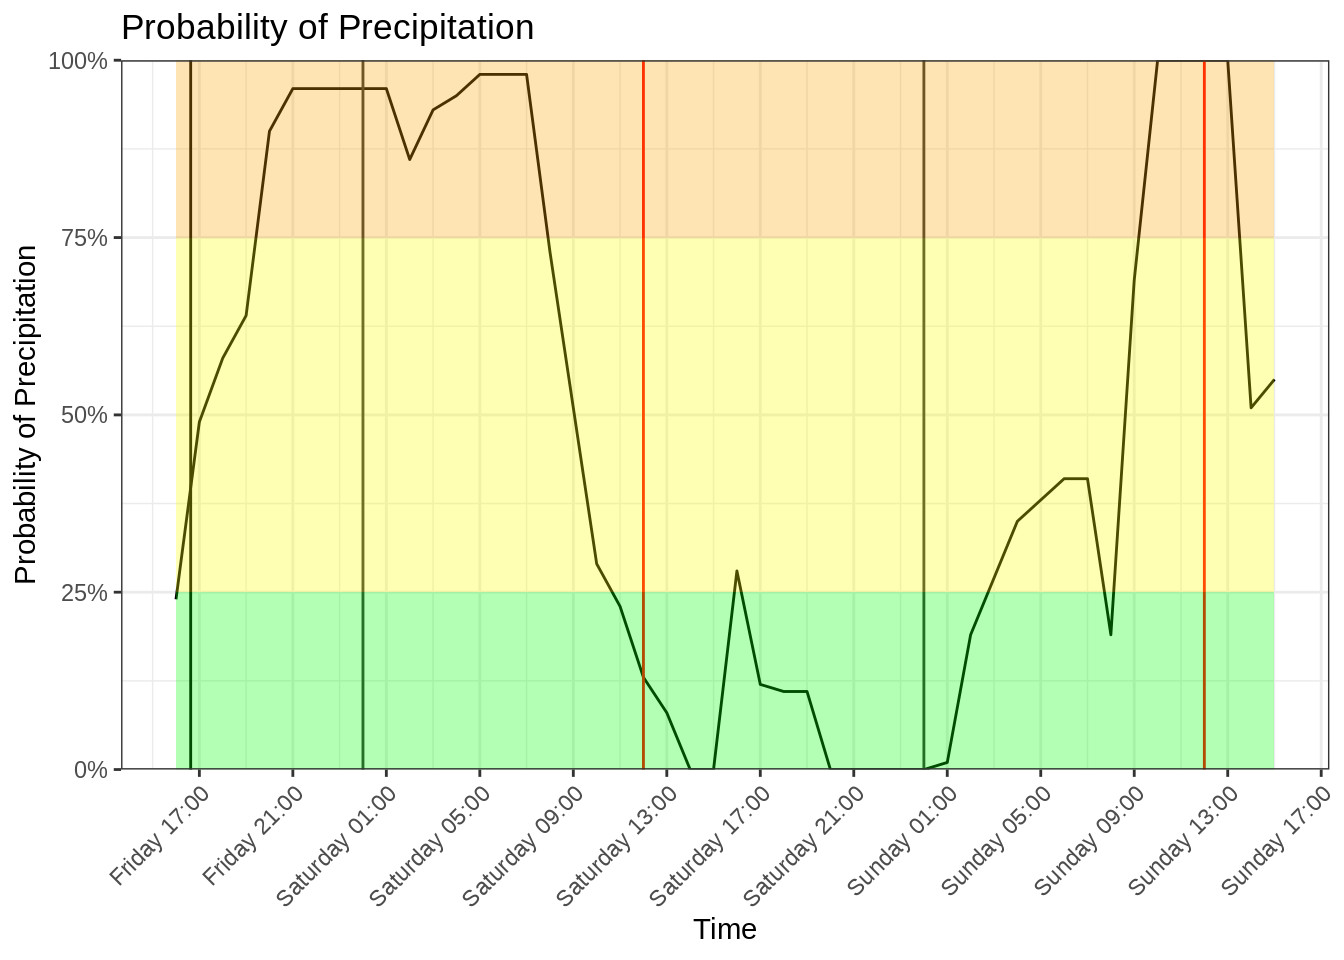 Probability of Precipitation
Probability of Precipitation
100%
75%
50%
25%
0%
Friday 17:00
Friday 21:00
Saturday 01:00
Saturday 05:00
Saturday 09:00
Saturday 13:00
Saturday 17:00
Saturday 21:00
Sunday 01:00
Sunday 05:00
Sunday 09:00
Sunday 13:00
Sunday 17:00
Time